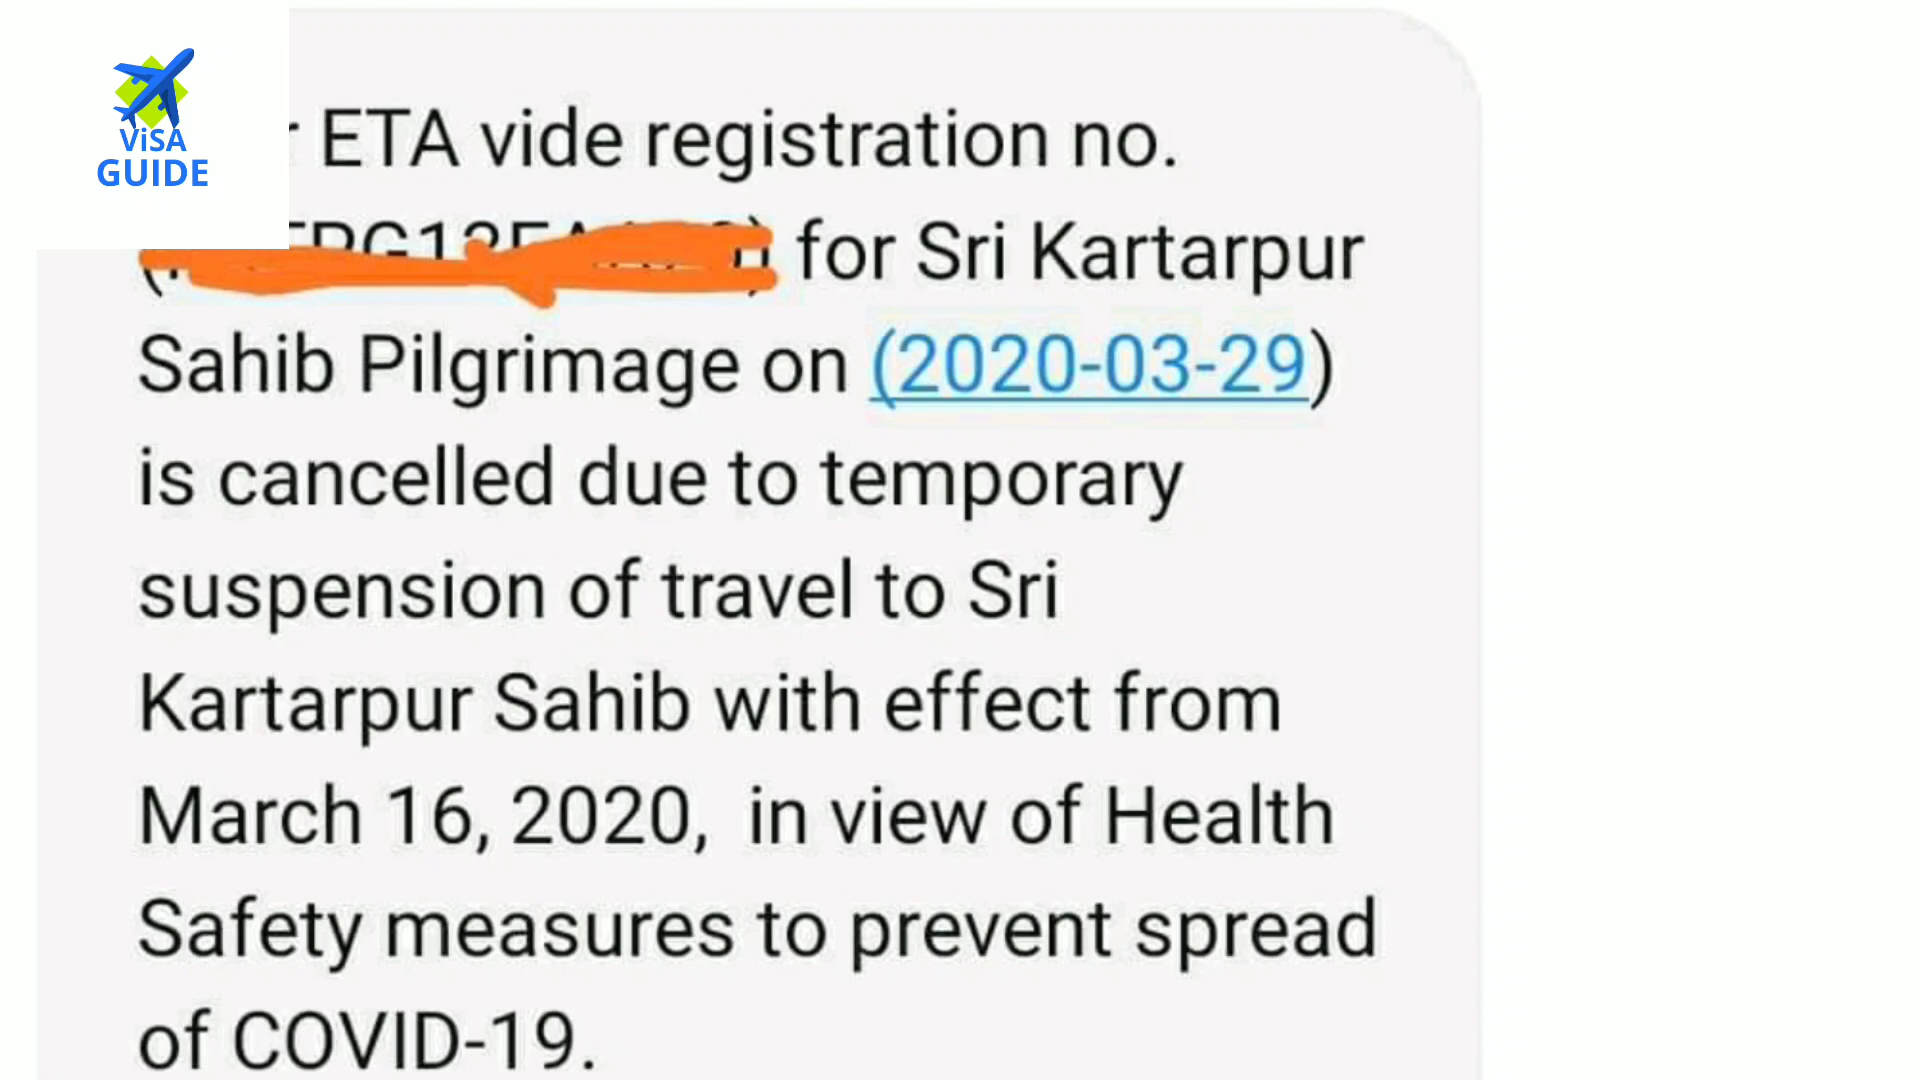 ViSA
GUIDE
ETA vide registration no.
for Sri Kartarpur
Sahib Pilgrimage on (2020-03-29)
is cancelled due to temporary
suspension of travel to Sri
Kartarpur Sahib with effect from
March 16, 2020,  in view of Health
Safety measures to prevent spread
of COVID-19.